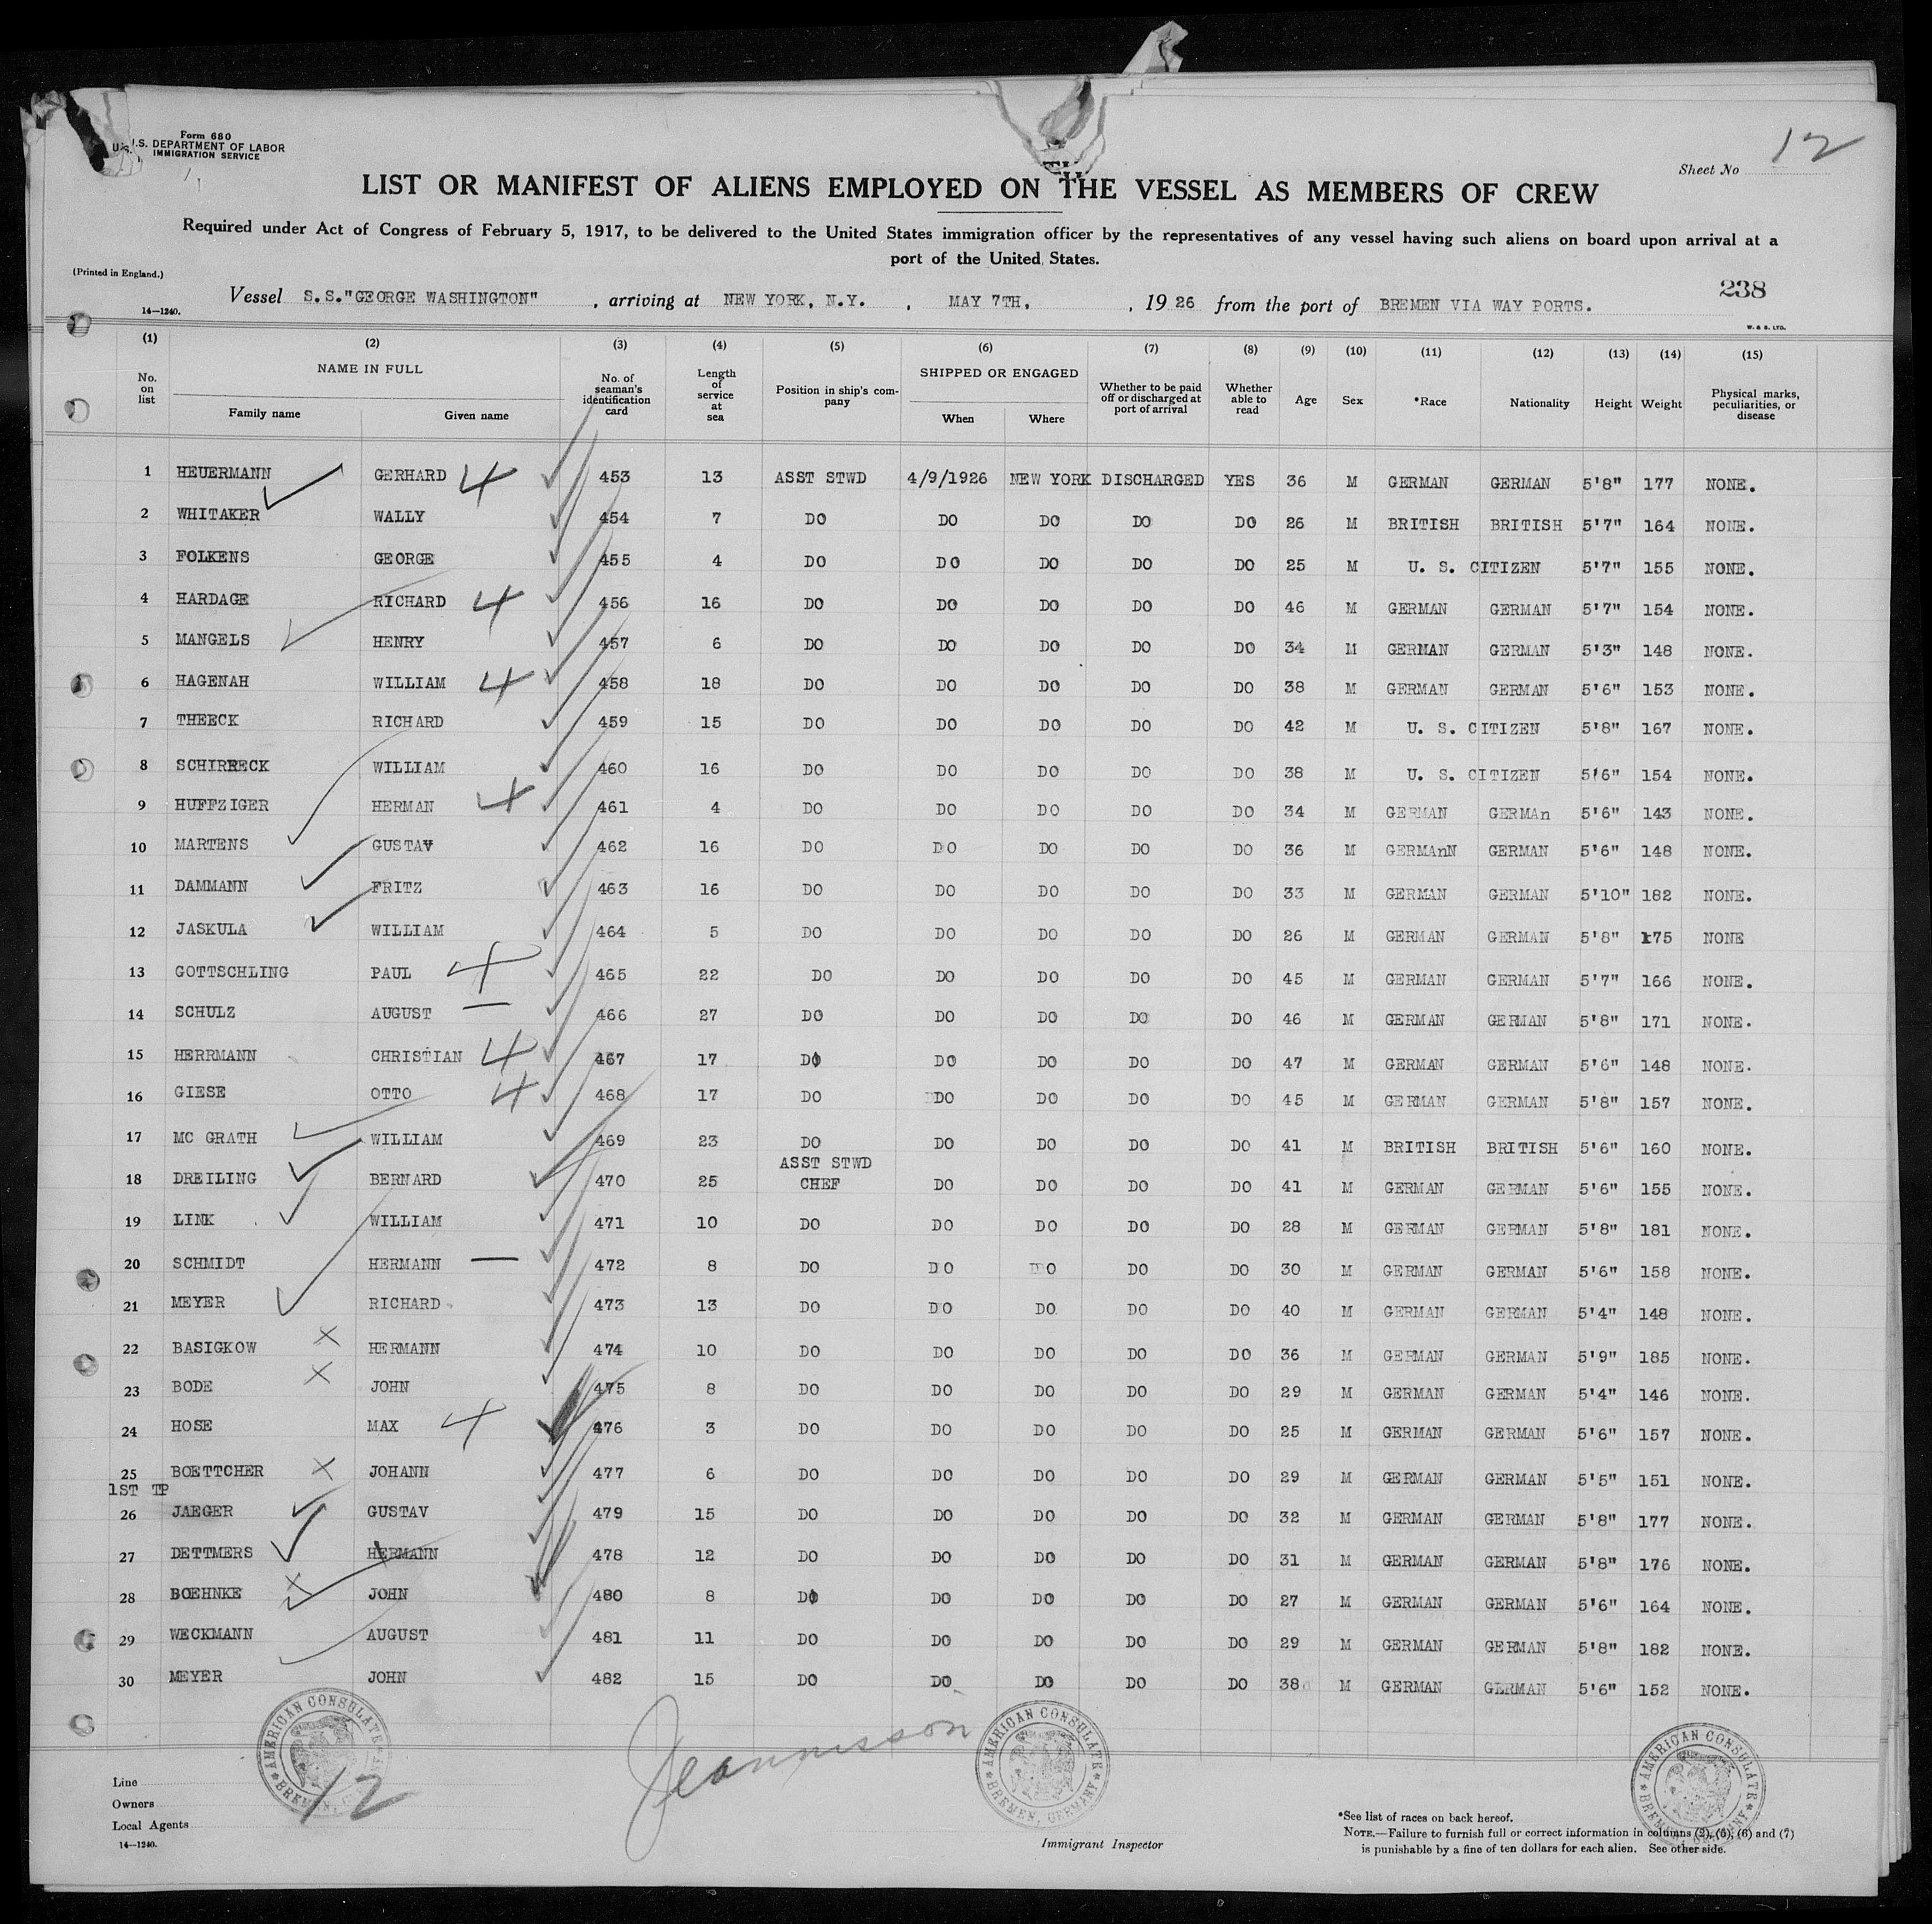 Form 680
U.S. DEPARTMENT OF LABOR
IMMIGRATION SERVICE
Sheet No 12
LIST OR MANIFEST OF ALIENS EMPLOYED ON THE VESSEL AS MEMBERS OF CREW
Required under Act of Congress of February 5, 1917, to be delivered to the United States immigration officer by the representatives of any vessel having such aliens on board upon arrival at a
port of the United States.
(Printed in England.)
238
Vessel S.S."GEORGE WASHINGTON" , arriving at NEW YORK, N.Y. , MAY 7TH, , 1926 from the port of BREMEN VIA WAY PORTS.
14—1240.
W. & S. LTD.
(1) (2) (3) (4) (5) (6) (7) (8) (9) (10) (11) (12) (13) (14) (15)
No. on list NAME IN FULL Family name Given name No. of seaman's identification card Length of service at sea Position in ship's company SHIPPED OR ENGAGED When Where Whether to be paid off or discharged at port of arrival Whether able to read Age Sex *Race Nationality Height Weight Physical marks, peculiarities, or disease
1 HEUERMANN GERHARD 4 453 13 ASST STWD 4/9/1926 NEW YORK DISCHARGED YES 36 M GERMAN GERMAN 5'8" 177 NONE.
2 WHITAKER WALLY 454 7 DO DO DO DO DO 26 M BRITISH BRITISH 5'7" 164 NONE.
3 FOLKENS GEORGE 455 4 DO DO DO DO DO 25 M U. S. CITIZEN 5'7" 155 NONE.
4 HARDAGE RICHARD 4 456 16 DO DO DO DO DO 46 M GERMAN GERMAN 5'7" 154 NONE.
5 MANGELS HENRY 457 6 DO DO DO DO DO 34 M GERMAN GERMAN 5'3" 148 NONE.
6 HAGENAH WILLIAM 4 458 18 DO DO DO DO DO 38 M GERMAN GERMAN 5'6" 153 NONE.
7 THEECK RICHARD 459 15 DO DO DO DO DO 42 M U. S. CITIZEN 5'8" 167 NONE.
8 SCHIRRECK WILLIAM 460 16 DO DO DO DO DO 38 M U. S. CITIZEN 5'6" 154 NONE.
9 HUFFZIGER HERMAN 4 461 4 DO DO DO DO DO 34 M GERMAN GERMAn 5'6" 143 NONE.
10 MARTENS GUSTAV 462 16 DO DO DO DO DO 36 M GERMAnN GERMAN 5'6" 148 NONE.
11 DAMMANN FRITZ 463 16 DO DO DO DO DO 33 M GERMAN GERMAN 5'10" 182 NONE.
12 JASKULA WILLIAM 464 5 DO DO DO DO DO 26 M GERMAN GERMAN 5'8" 175 NONE
13 GOTTSCHLING PAUL 4 465 22 DO DO DO DO DO 45 M GERMAN GERMAN 5'7" 166 NONE.
14 SCHULZ AUGUST — 466 27 DO DO DO DO DO 46 M GERMAN GERMAN 5'8" 171 NONE.
15 HERRMANN CHRISTIAN 4 467 17 DO DO DO DO DO 47 M GERMAN GERMAN 5'6" 148 NONE.
16 GIESE OTTO 4 468 17 DO DO DO DO DO 45 M GERMAN GERMAN 5'8" 157 NONE.
17 MC GRATH WILLIAM 469 23 DO DO DO DO DO 41 M BRITISH BRITISH 5'6" 160 NONE.
18 DREILING BERNARD 470 25 ASST STWD CHEF DO DO DO DO 41 M GERMAN GERMAN 5'6" 155 NONE.
19 LINK WILLIAM 471 10 DO DO DO DO DO 28 M GERMAN GERMAN 5'8" 181 NONE.
20 SCHMIDT HERMANN — 472 8 DO DO DO DO DO 30 M GERMAN GERMAN 5'6" 158 NONE.
21 MEYER RICHARD. 473 13 DO DO DO DO DO 40 M GERMAN GERMAN 5'4" 148 NONE.
22 BASIGKOW X HERMANN 474 10 DO DO DO DO DO 36 M GERMAN GERMAN 5'9" 185 NONE.
23 BODE X JOHN 475 8 DO DO DO DO DO 29 M GERMAN GERMAN 5'4" 146 NONE.
24 HOSE MAX 4 476 3 DO DO DO DO DO 25 M GERMAN GERMAN 5'6" 157 NONE.
25 BOETTCHER X JOHANN 477 6 DO DO DO DO DO 29 M GERMAN GERMAN 5'5" 151 NONE.
1ST TP
26 JAEGER GUSTAV 479 15 DO DO DO DO DO 32 M GERMAN GERMAN 5'8" 177 NONE.
27 DETTMERS HERMANN 478 12 DO DO DO DO DO 31 M GERMAN GERMAN 5'8" 176 NONE.
28 BOEHNKE X JOHN 480 8 DO DO DO DO DO 27 M GERMAN GERMAN 5'6" 164 NONE.
29 WECKMANN AUGUST 481 11 DO DO DO DO DO 29 M GERMAN GERMAN 5'8" 182 NONE.
30 MEYER JOHN 482 15 DO DO DO DO DO 38 M GERMAN GERMAN 5'6" 152 NONE.
AMERICAN CONSULATE BREMEN, GERMANY
AMERICAN CONSULATE BREMEN, GERMANY
AMERICAN CONSULATE BREMEN, GERMANY
Line
12
Owners
Local Agents
14—1240.
Immigrant Inspector
*See list of races on back hereof.
NOTE.—Failure to furnish full or correct information in columns (2), (5), (6) and (7)
is punishable by a fine of ten dollars for each alien. See other side.